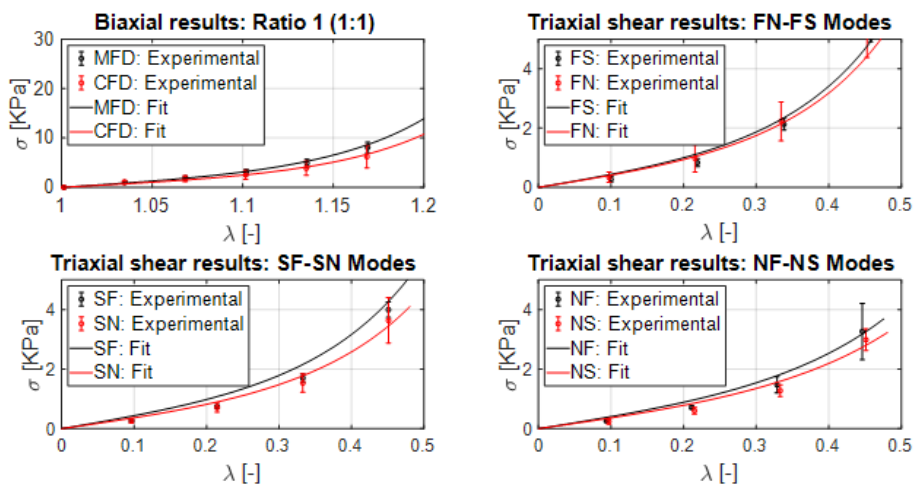 Biaxial results: Ratio 1 (1:1)
30
20
10
0
σ [KPa]
MFD: Experimental
CFD: Experimental
MFD: Fit
CFD: Fit
1
1.05
1.1
1.15
1.2
λ [-]
Triaxial shear results: FN-FS Modes
4
2
0
σ [KPa]
FS: Experimental
FN: Experimental
FS: Fit
FN: Fit
0
0.1
0.2
0.3
0.4
0.5
λ [-]
Triaxial shear results: SF-SN Modes
4
2
0
σ [KPa]
SF: Experimental
SN: Experimental
SF: Fit
SN: Fit
0
0.1
0.2
0.3
0.4
0.5
λ [-]
Triaxial shear results: NF-NS Modes
4
2
0
σ [KPa]
NF: Experimental
NS: Experimental
NF: Fit
NS: Fit
0
0.1
0.2
0.3
0.4
0.5
λ [-]